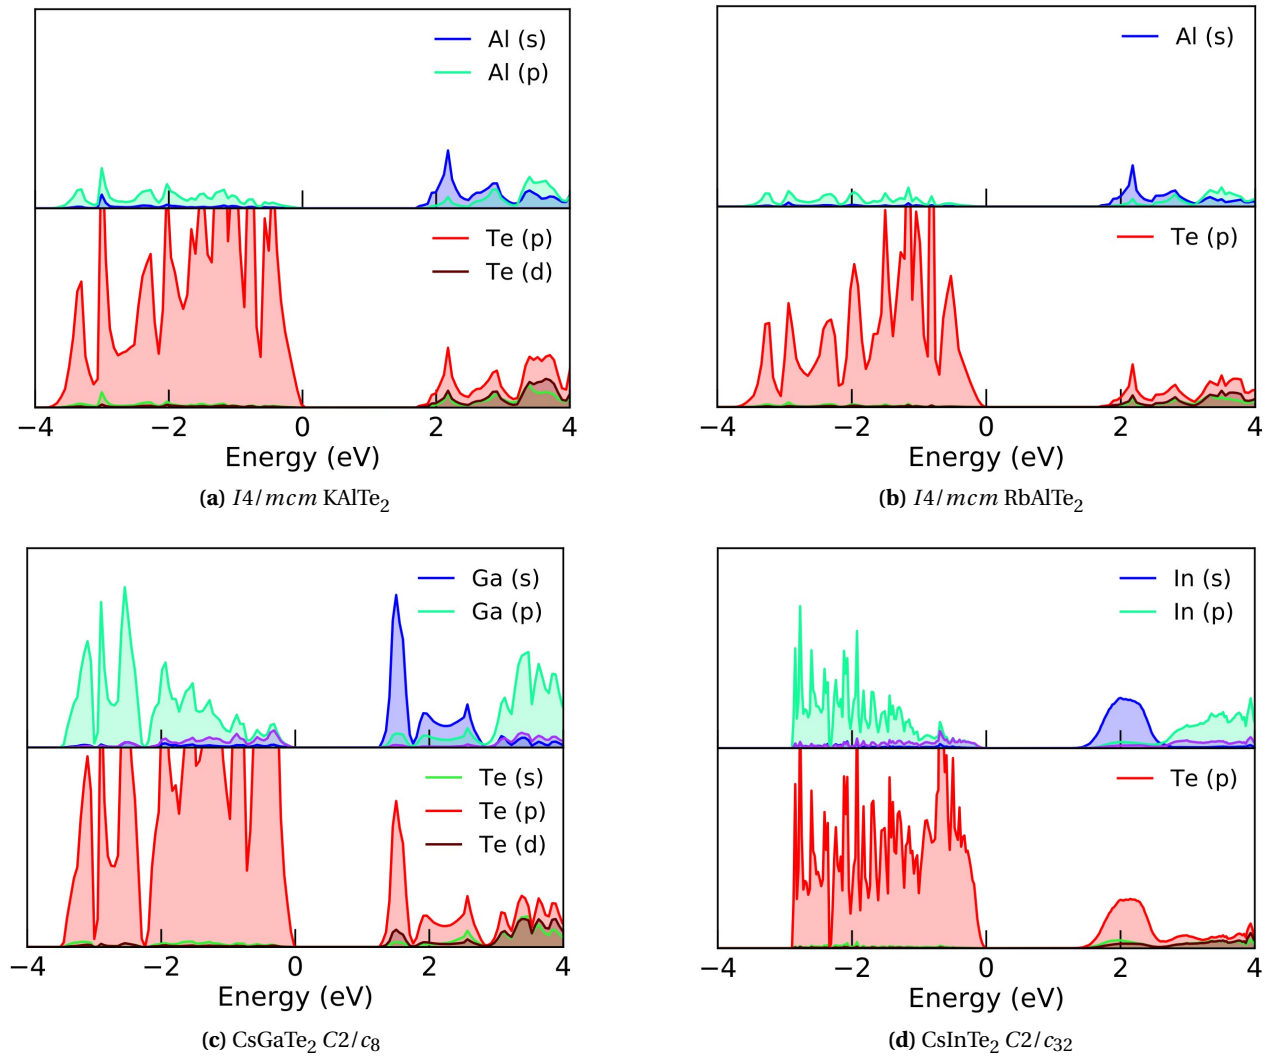 Al (s)
Al (p)
Te (p)
Te (d)
−4 −2 0 2 4
Energy (eV)
(a) I4/mcm KAlTe2
Al (s)
Te (p)
−4 −2 0 2 4
Energy (eV)
(b) I4/mcm RbAlTe2
Ga (s)
Ga (p)
Te (s)
Te (p)
Te (d)
−4 −2 0 2 4
Energy (eV)
(c) CsGaTe2 C2/c8
In (s)
In (p)
Te (p)
−4 −2 0 2 4
Energy (eV)
(d) CsInTe2 C2/c32